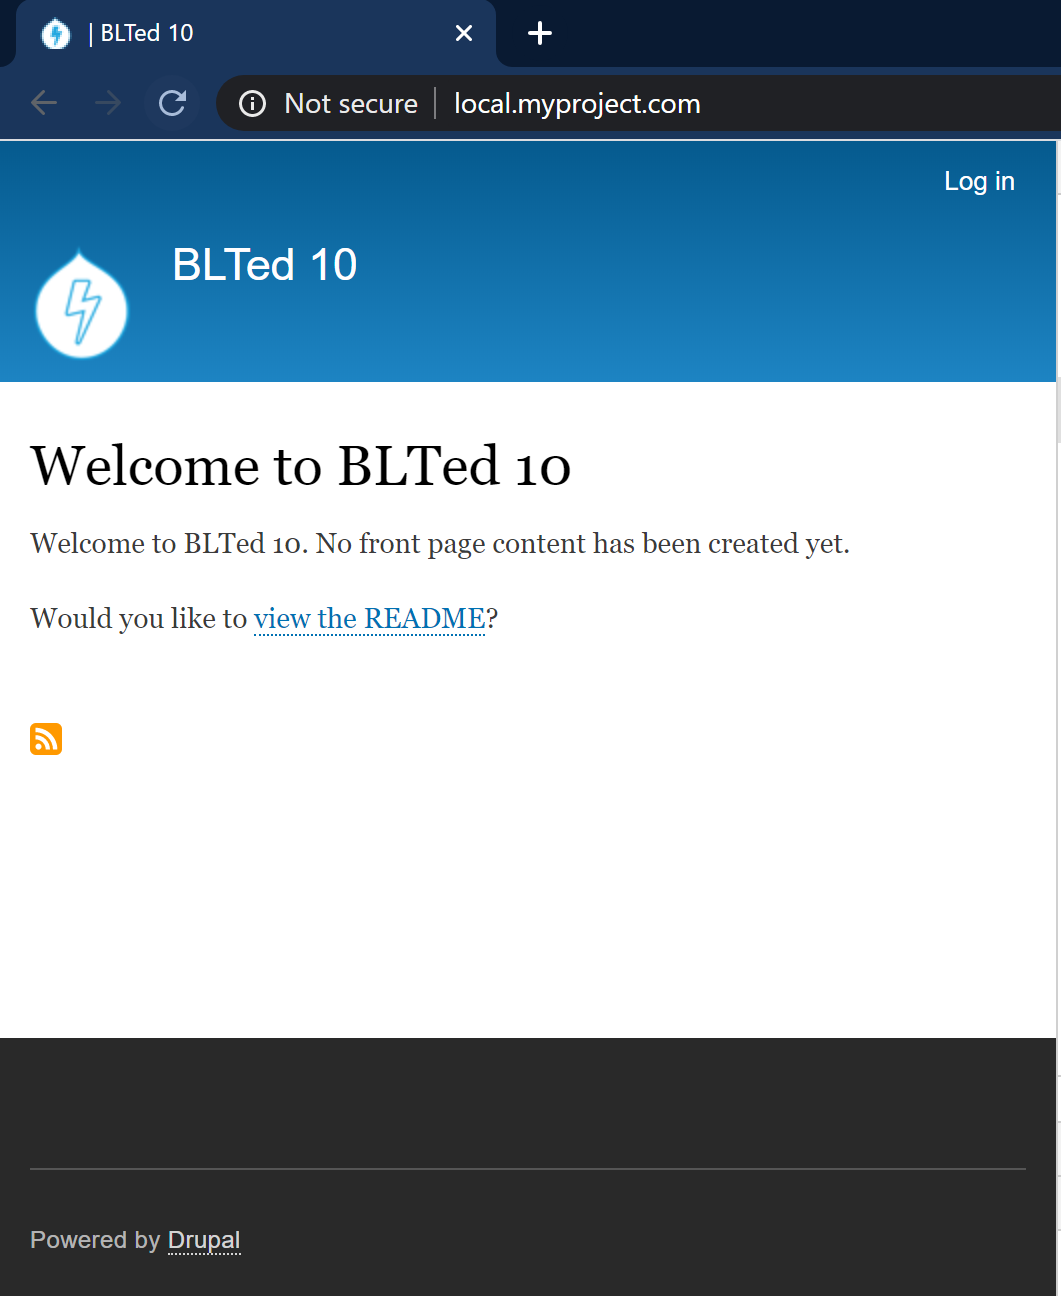 | BLTed 10
Not secure
local.myproject.com
Log in
BLTed 10
Welcome to BLTed 10
Welcome to BLTed 10. No front page content has been created yet.
Would you like to view the README?
Powered by Drupal